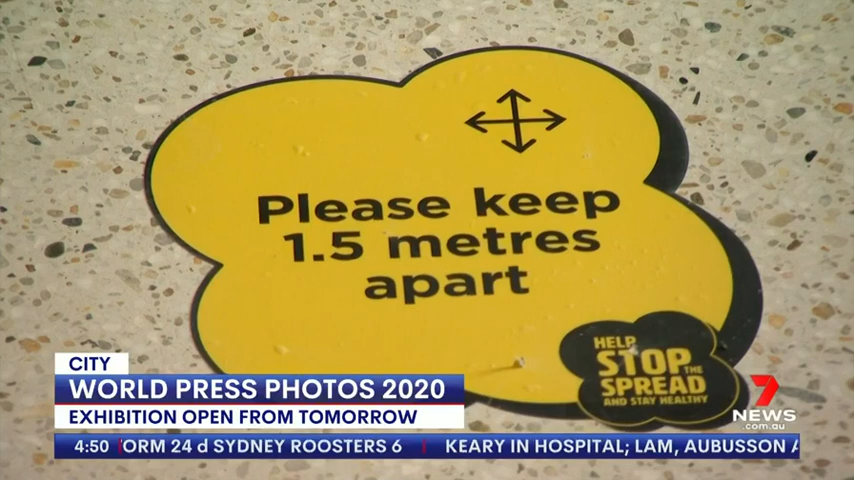 Please keep
1.5 metres
apart
HELP
STOP THE
SPREAD
AND STAY HEALTHY
CITY
WORLD PRESS PHOTOS 2020
EXHIBITION OPEN FROM TOMORROW
7
NEWS
.com.au
4:50 ORM 24 d SYDNEY ROOSTERS 6 KEARY IN HOSPITAL; LAM, AUBUSSON A